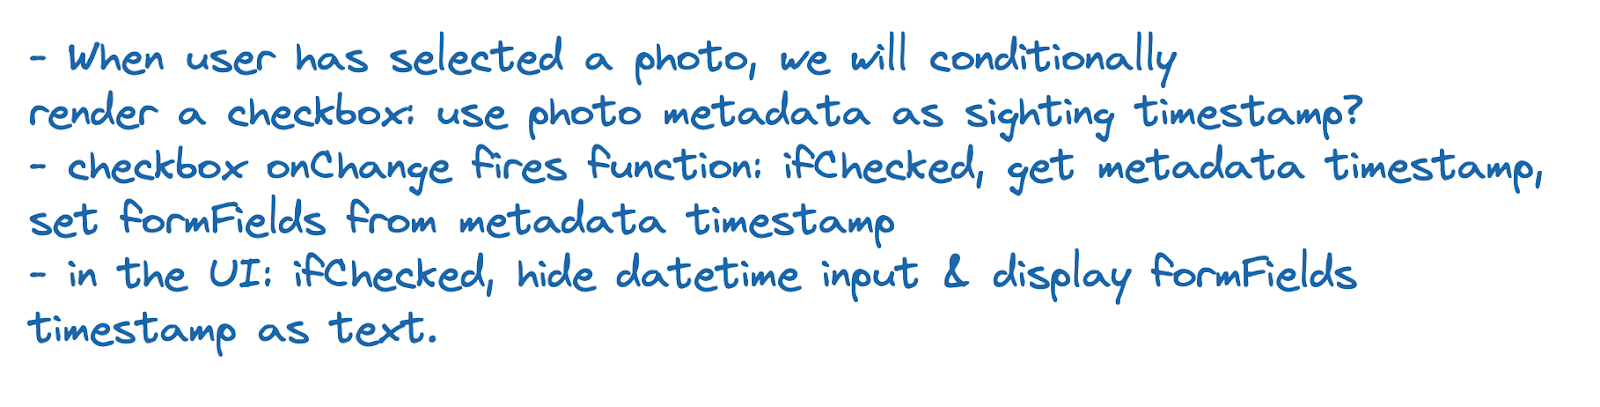 - When user has selected a photo, we will conditionally
render a checkbox: use photo metadata as sighting timestamp?
- checkbox onChange fires function: ifChecked, get metadata timestamp,
set formFields from metadata timestamp
- in the UI: ifChecked, hide datetime input & display formFields
timestamp as text.